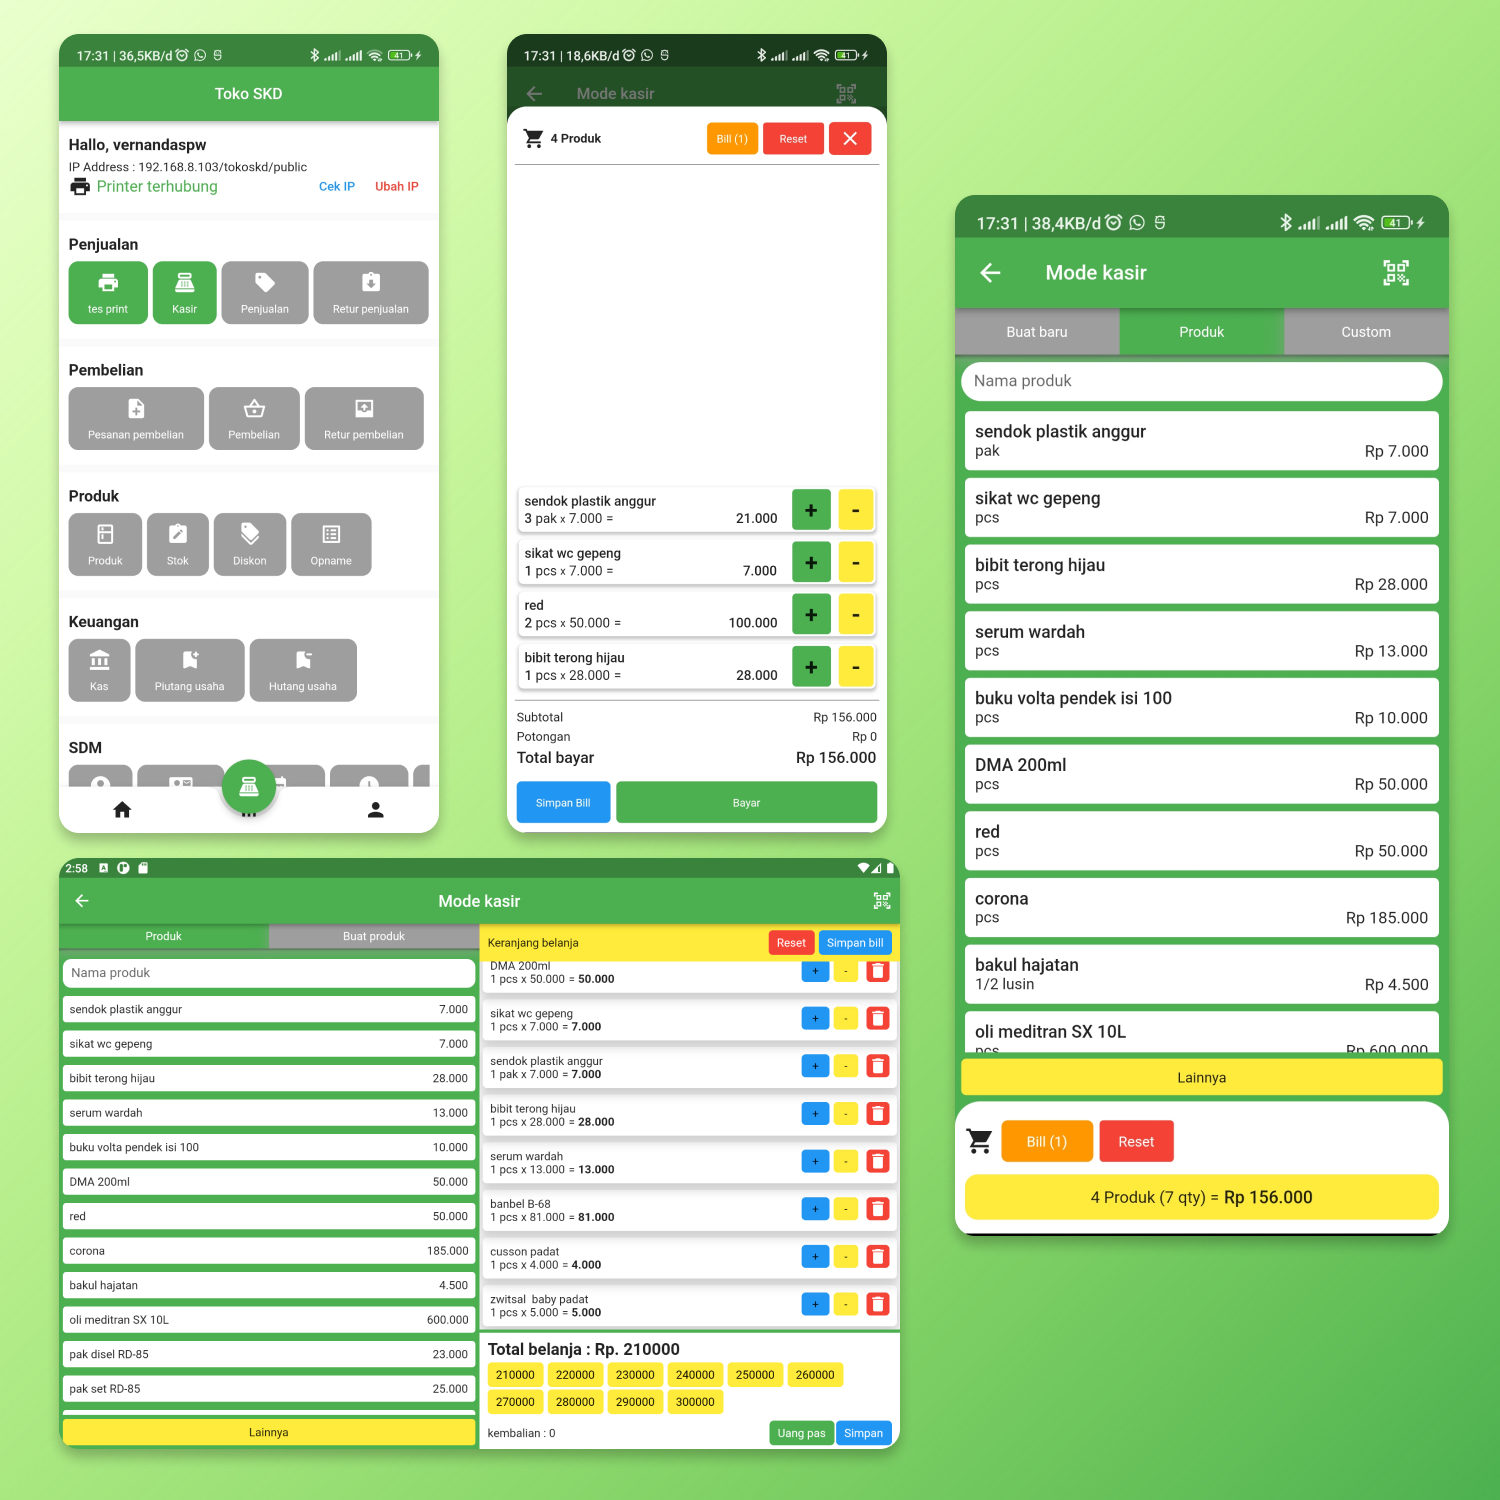 17:31 | 36,5KB/d
41
Toko SKD
Hallo, vernandaspw
IP Address : 192.168.8.103/tokoskd/public
Printer terhubung
Cek IP
Ubah IP
Penjualan
tes print
Kasir
Penjualan
Retur penjualan
Pembelian
Pesanan pembelian
Pembelian
Retur pembelian
Produk
Produk
Stok
Diskon
Opname
Keuangan
Kas
Piutang usaha
Hutang usaha
SDM
17:31 | 18,6KB/d
41
Mode kasir
4 Produk
Bill (1)
Reset
sendok plastik anggur
3 pak x 7.000 =
21.000
+
-
sikat wc gepeng
1 pcs x 7.000 =
7.000
+
-
red
2 pcs x 50.000 =
100.000
+
-
bibit terong hijau
1 pcs x 28.000 =
28.000
+
-
Subtotal
Rp 156.000
Potongan
Rp 0
Total bayar
Rp 156.000
Simpan Bill
Bayar
17:31 | 38,4KB/d
41
Mode kasir
Buat baru
Produk
Custom
Nama produk
sendok plastik anggur
pak
Rp 7.000
sikat wc gepeng
pcs
Rp 7.000
bibit terong hijau
pcs
Rp 28.000
serum wardah
pcs
Rp 13.000
buku volta pendek isi 100
pcs
Rp 10.000
DMA 200ml
pcs
Rp 50.000
red
pcs
Rp 50.000
corona
pcs
Rp 185.000
bakul hajatan
1/2 lusin
Rp 4.500
oli meditran SX 10L
pcs
Rp 600.000
Lainnya
Bill (1)
Reset
4 Produk (7 qty) = Rp 156.000
2:58
Mode kasir
Produk
Buat produk
Nama produk
sendok plastik anggur
7.000
sikat wc gepeng
7.000
bibit terong hijau
28.000
serum wardah
13.000
buku volta pendek isi 100
10.000
DMA 200ml
50.000
red
50.000
corona
185.000
bakul hajatan
4.500
oli meditran SX 10L
600.000
pak disel RD-85
23.000
pak set RD-85
25.000
Lainnya
Keranjang belanja
Reset
Simpan bill
DMA 200ml
1 pcs x 50.000 = 50.000
+
-
sikat wc gepeng
1 pcs x 7.000 = 7.000
+
-
sendok plastik anggur
1 pak x 7.000 = 7.000
+
-
bibit terong hijau
1 pcs x 28.000 = 28.000
+
-
serum wardah
1 pcs x 13.000 = 13.000
+
-
banbel B-68
1 pcs x 81.000 = 81.000
+
-
cusson padat
1 pcs x 4.000 = 4.000
+
-
zwitsal baby padat
1 pcs x 5.000 = 5.000
+
-
Total belanja : Rp. 210000
210000
220000
230000
240000
250000
260000
270000
280000
290000
300000
kembalian : 0
Uang pas
Simpan